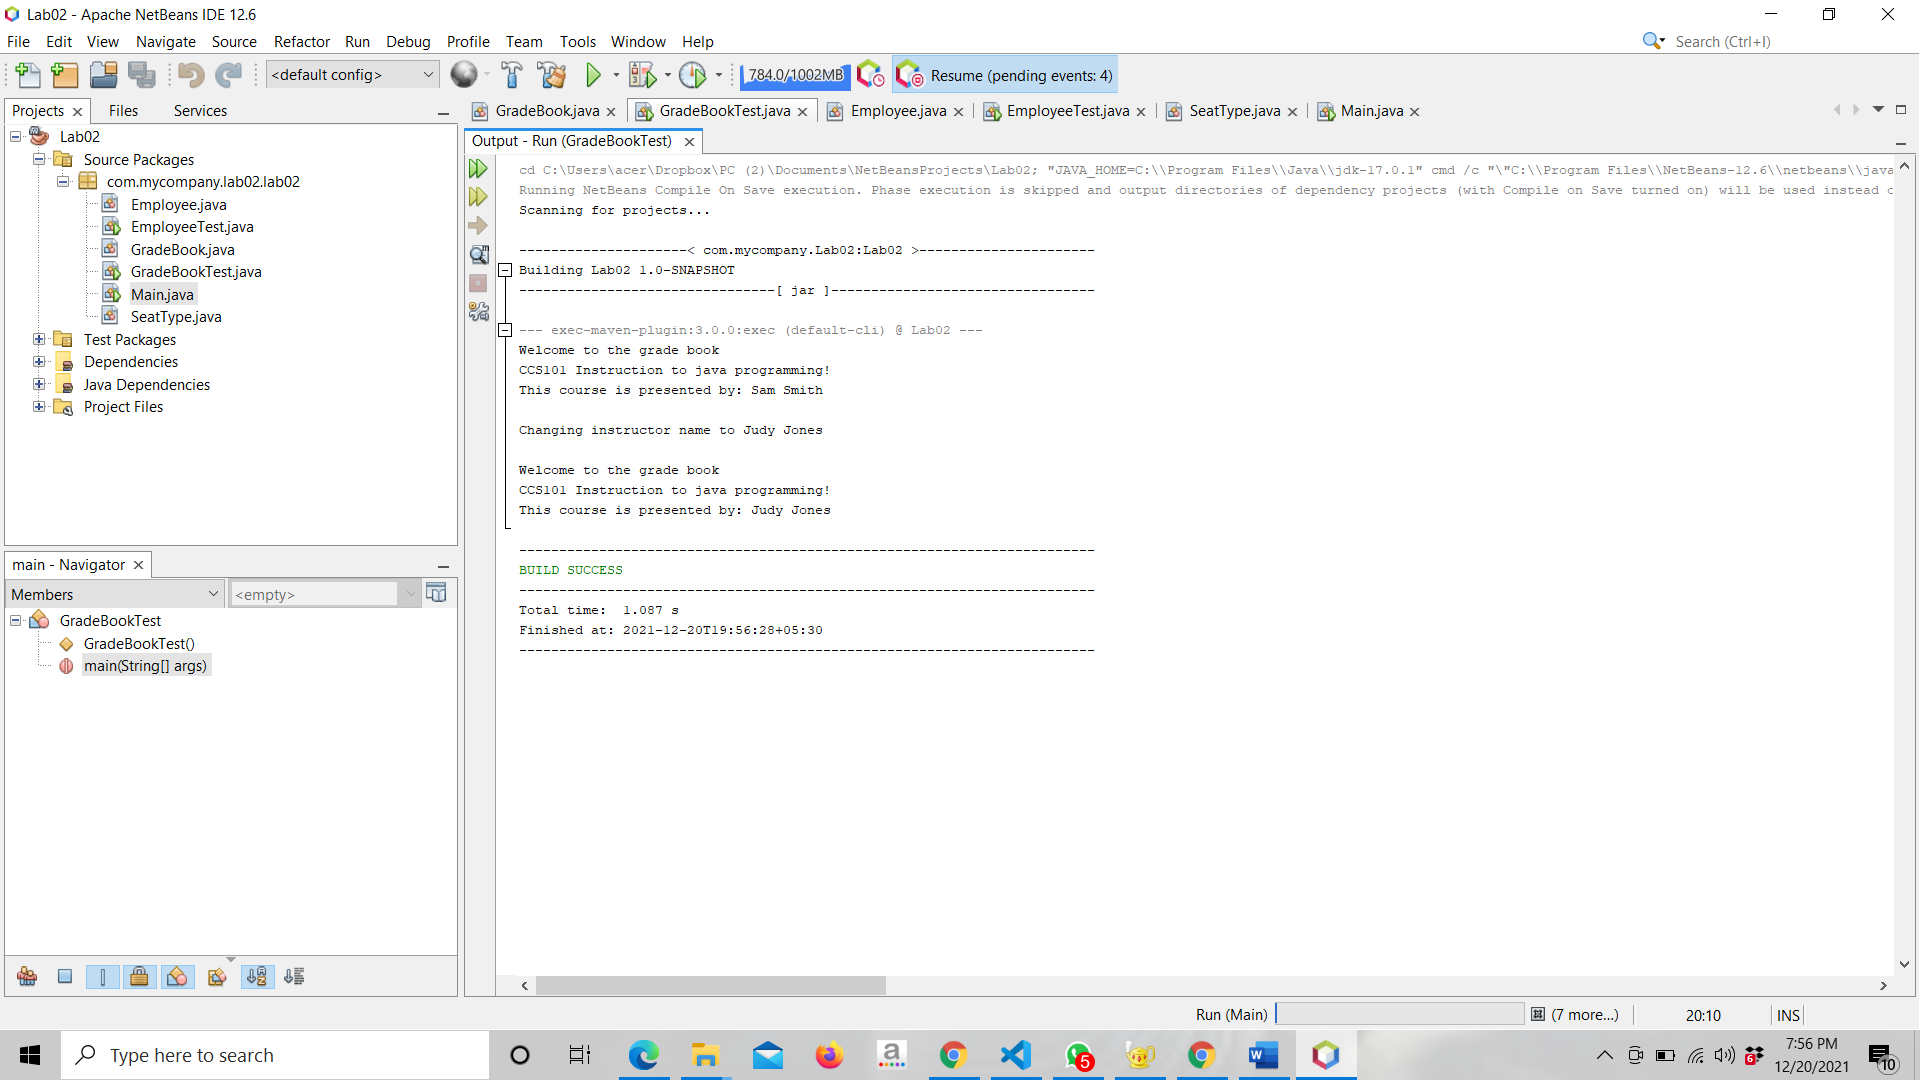 Lab02 - Apache NetBeans IDE 12.6
File Edit View Navigate Source Refactor Run Debug Profile Team Tools Window Help
Search (Ctrl+I)
<default config>
784.0/1002MB
Resume (pending events: 4)
Projects Files Services
GradeBook.java GradeBookTest.java Employee.java EmployeeTest.java SeatType.java Main.java
Lab02
Source Packages
com.mycompany.lab02.lab02
Employee.java
EmployeeTest.java
GradeBook.java
GradeBookTest.java
Main.java
SeatType.java
Test Packages
Dependencies
Java Dependencies
Project Files
main - Navigator
Members
<empty>
GradeBookTest
GradeBookTest()
main(String[] args)
Output - Run (GradeBookTest)
cd C:\Users\acer\Dropbox\PC (2)\Documents\NetBeansProjects\Lab02; "JAVA_HOME=C:\\Program Files\\Java\\jdk-17.0.1" cmd /c "\"C:\\Program Files\\NetBeans-12.6\\netbeans\\java
Running NetBeans Compile On Save execution. Phase execution is skipped and output directories of dependency projects (with Compile on Save turned on) will be used instead o
Scanning for projects...
---------------------< com.mycompany.Lab02:Lab02 >----------------------
Building Lab02 1.0-SNAPSHOT
--------------------------------[ jar ]---------------------------------
--- exec-maven-plugin:3.0.0:exec (default-cli) @ Lab02 ---
Welcome to the grade book
CCS101 Instruction to java programming!
This course is presented by: Sam Smith
Changing instructor name to Judy Jones
Welcome to the grade book
CCS101 Instruction to java programming!
This course is presented by: Judy Jones
------------------------------------------------------------------------
BUILD SUCCESS
------------------------------------------------------------------------
Total time:  1.087 s
Finished at: 2021-12-20T19:56:28+05:30
------------------------------------------------------------------------
Run (Main)
(7 more...)
20:10
INS
Type here to search
5
6
7:56 PM
12/20/2021
10